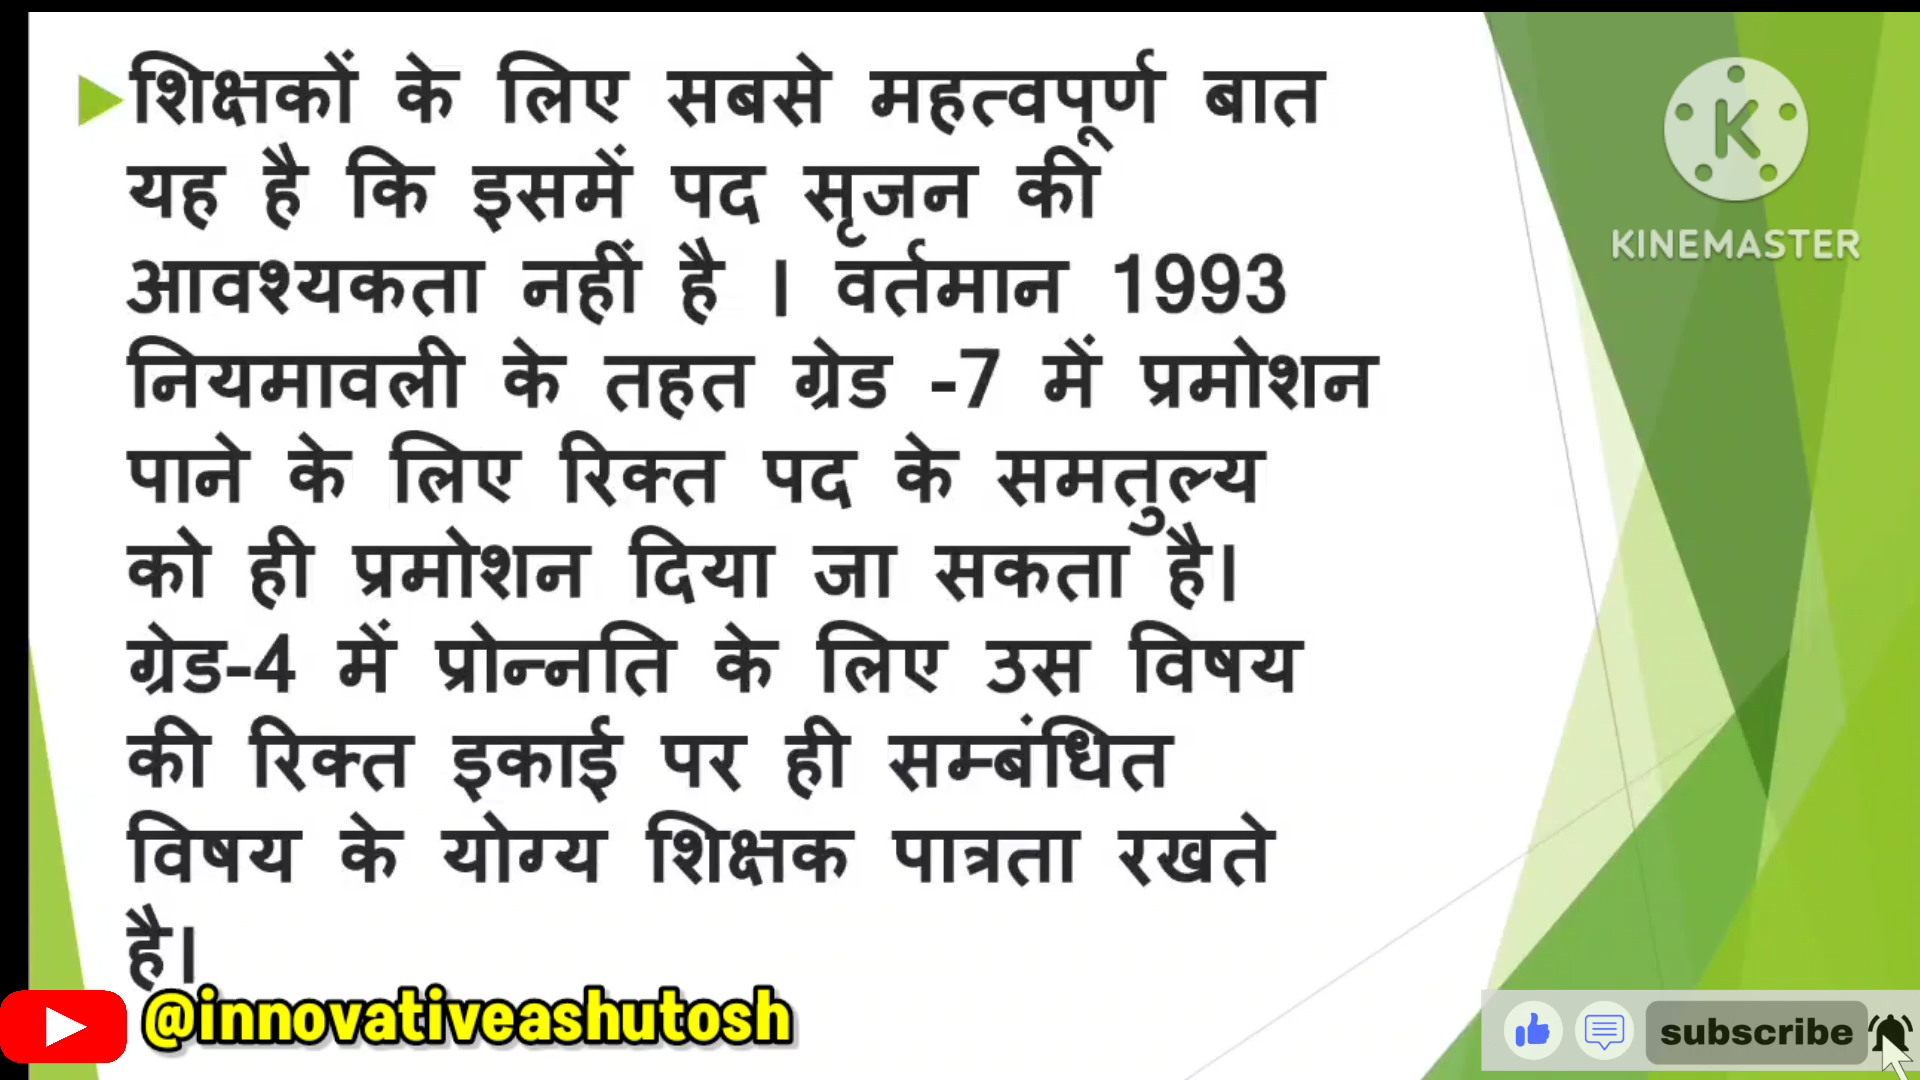 शिक्षकों के लिए सबसे महत्वपूर्ण बात
यह है कि इसमें पद सृजन की
आवश्यकता नहीं है । वर्तमान 1993
नियमावली के तहत ग्रेड -7 में प्रमोशन
पाने के लिए रिक्त पद के समतुल्य
को ही प्रमोशन दिया जा सकता है।
ग्रेड-4 में प्रोन्नति के लिए उस विषय
की रिक्त इकाई पर ही सम्बंधित
विषय के योग्य शिक्षक पात्रता रखते
है।
K
KINEMASTER
@innovativeashutosh
subscribe